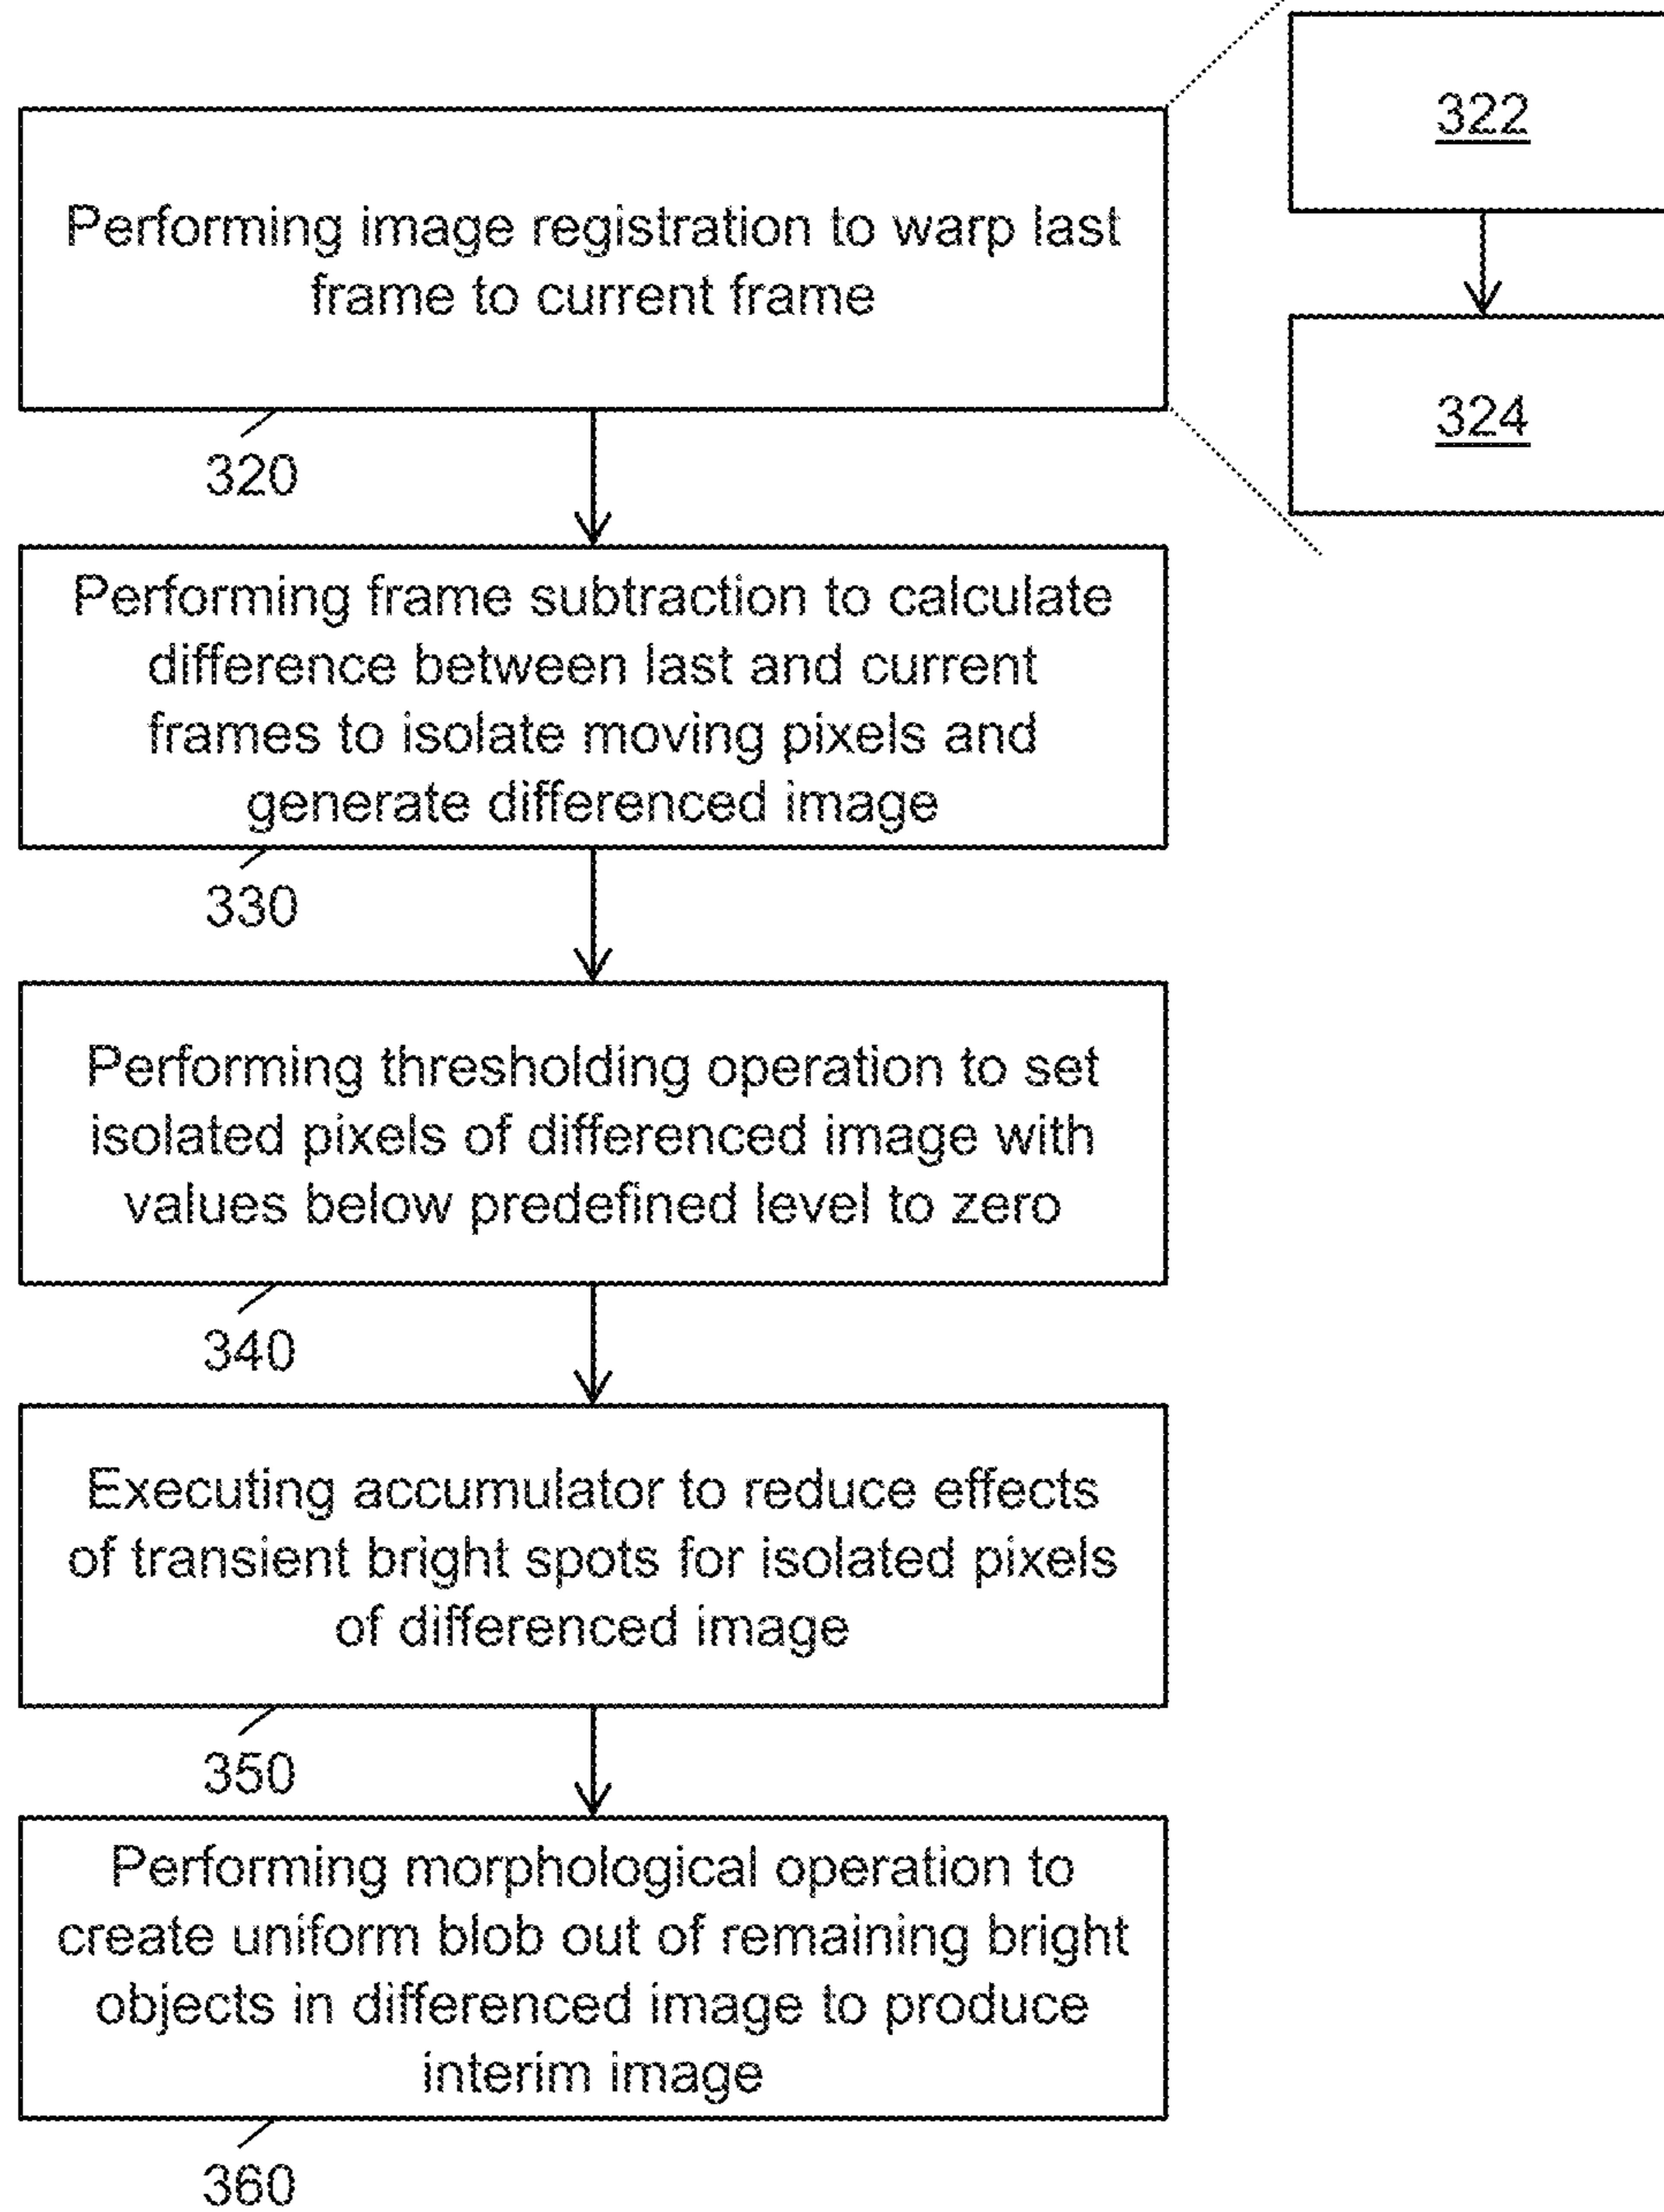 322
Performing image registration to warp last
frame to current frame
324
320
Performing frame subtraction to calculate
difference between last and current
frames to isolate moving pixels and
generate differenced image
330
Performing thresholding operation to set
isolated pixels of differenced image with
values below predefined level to zero
340
Executing accumulator to reduce effects
of transient bright spots for isolated pixels
of differenced image
350
Performing morphological operation to
create uniform blob out of remaining bright
objects in differenced image to produce
interim image
360